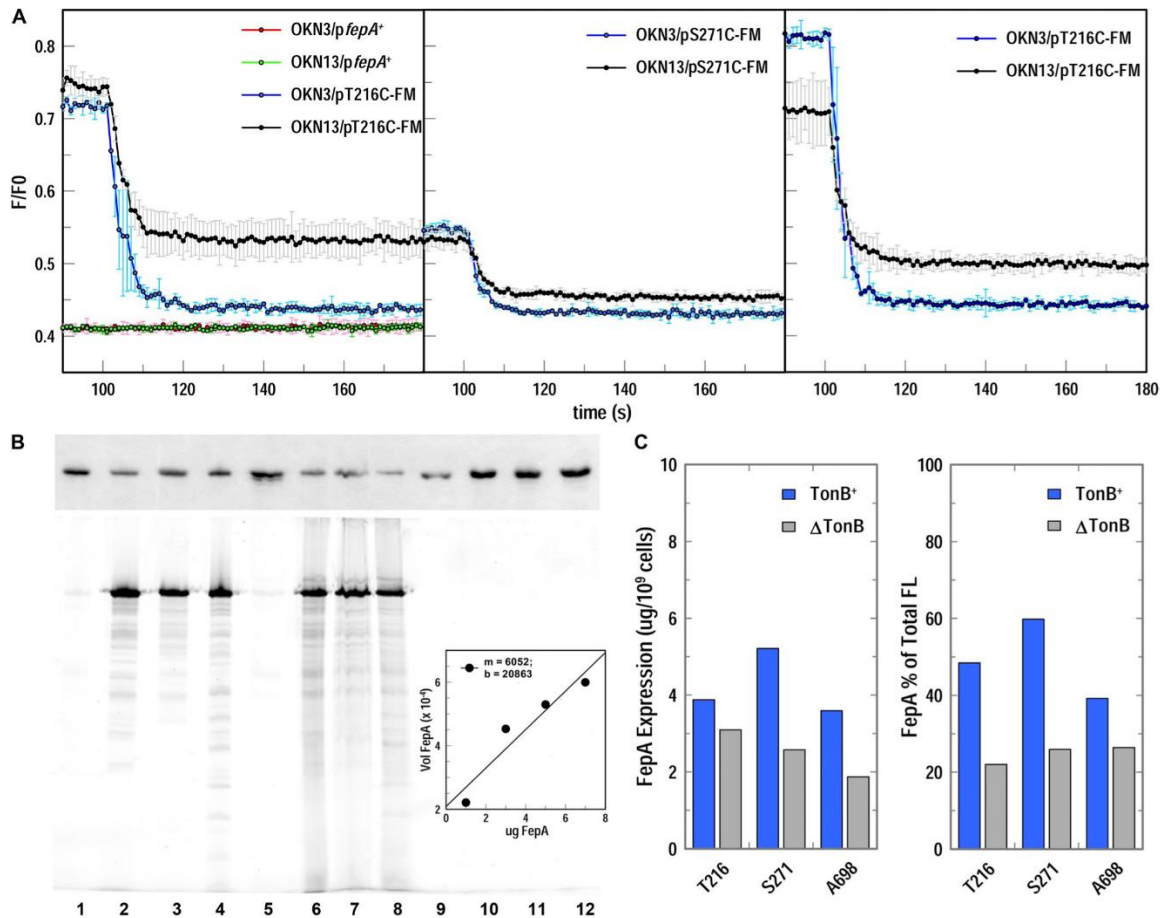 A
F/F0
0.8
0.7
0.6
0.5
0.4
OKN3/pfepA⁺
OKN13/pfepA⁺
OKN3/pT216C-FM
OKN13/pT216C-FM
OKN3/pS271C-FM
OKN13/pS271C-FM
OKN3/pT216C-FM
OKN13/pT216C-FM
100 120 140 160 100 120 140 160 100 120 140 160 180
time (s)
B
m = 6052;
b = 20863
Vol FepA (x 10⁻⁴)
6
4
2
0 2 4 6 8
ug FepA
1 2 3 4 5 6 7 8 9 10 11 12
C
FepA Expression (ug/10⁹ cells)
10
8
6
4
2
0
TonB⁺
ΔTonB
T216 S271 A698
FepA % of Total FL
100
80
60
40
20
0
TonB⁺
ΔTonB
T216 S271 A698